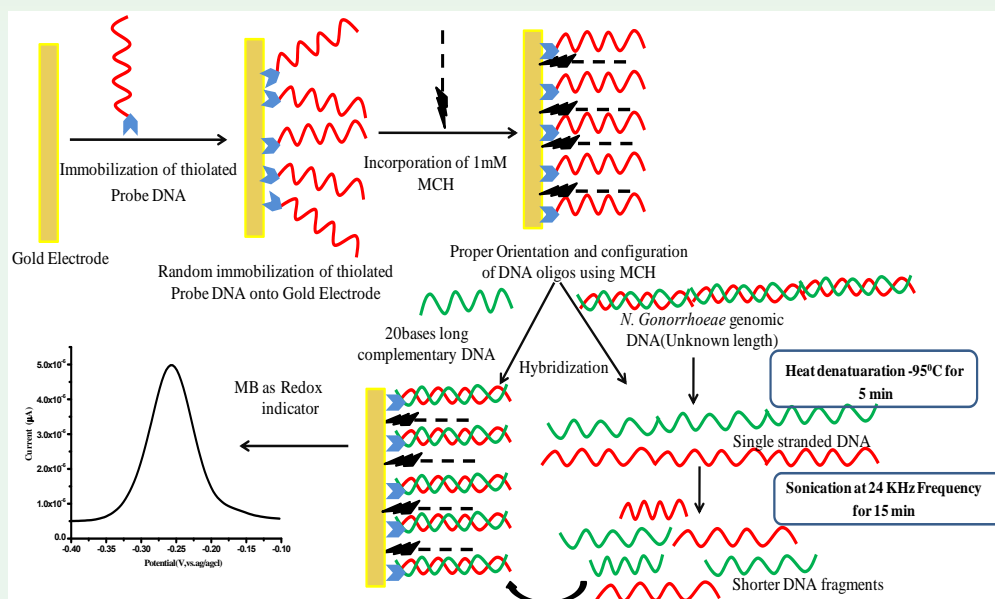 Immobilization of thiolated
Probe DNA
Incorporation of 1mM
MCH
Gold Electrode
Random immobilization of thiolated
Probe DNA onto Gold Electrode
Proper Orientation and configuration
of DNA oligos using MCH
20bases long
complementary DNA
N. Gonorrhoeae genomic
DNA(Unknown length)
Hybridization
Heat denatuaration -95⁰C for
5 min
Single stranded DNA
Sonication at 24 KHz Frequency
for 15 min
Shorter DNA fragments
MB as Redox
indicator
Current (µA)
5.0x10⁻⁶
4.0x10⁻⁶
3.0x10⁻⁶
2.0x10⁻⁶
1.0x10⁻⁶
0.0
-0.40
-0.35
-0.30
-0.25
-0.20
-0.15
-0.10
Potential(V,vs.ag/agcl)